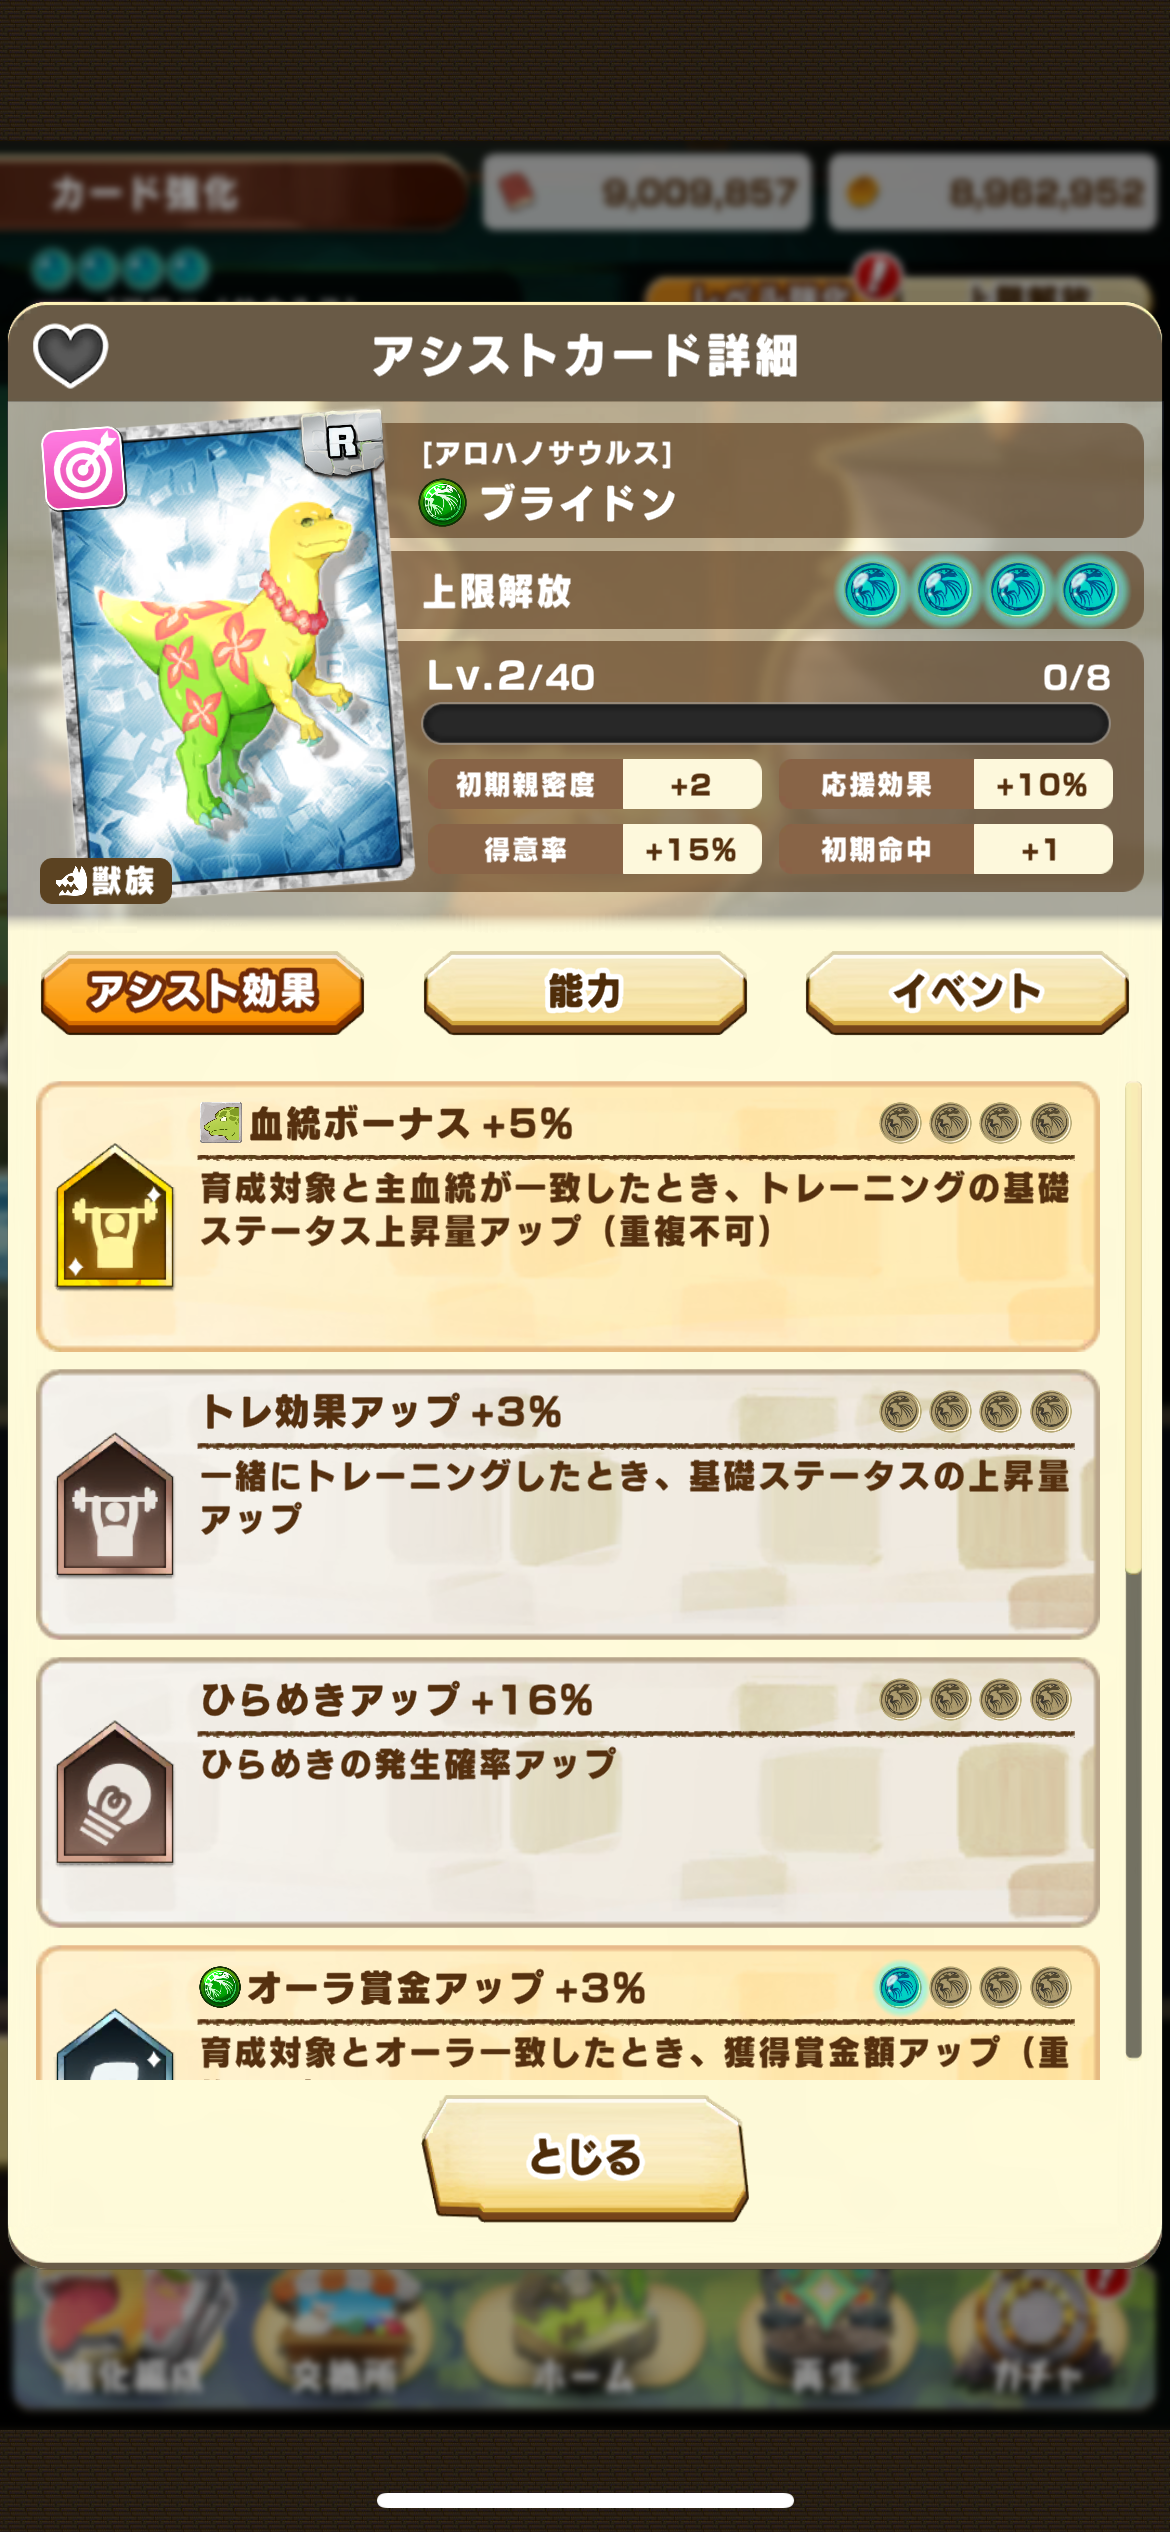 カード強化
9,009,857
8,962,952
アシストカード詳細
R
[アロハノサウルス]
ブライドン
上限解放
Lv.2/40
0/8
初期親密度
+2
応援効果
+10%
得意率
+15%
初期命中
+1
獣族
アシスト効果
能力
イベント
血統ボーナス +5%
育成対象と主血統が一致したとき、トレーニングの基礎
ステータス上昇量アップ（重複不可）
トレ効果アップ +3%
一緒にトレーニングしたとき、基礎ステータスの上昇量
アップ
ひらめきアップ +16%
ひらめきの発生確率アップ
オーラ賞金アップ +3%
育成対象とオーラ一致したとき、獲得賞金額アップ（重
とじる
強化編成
交換所
ホーム
再生
ガチャ